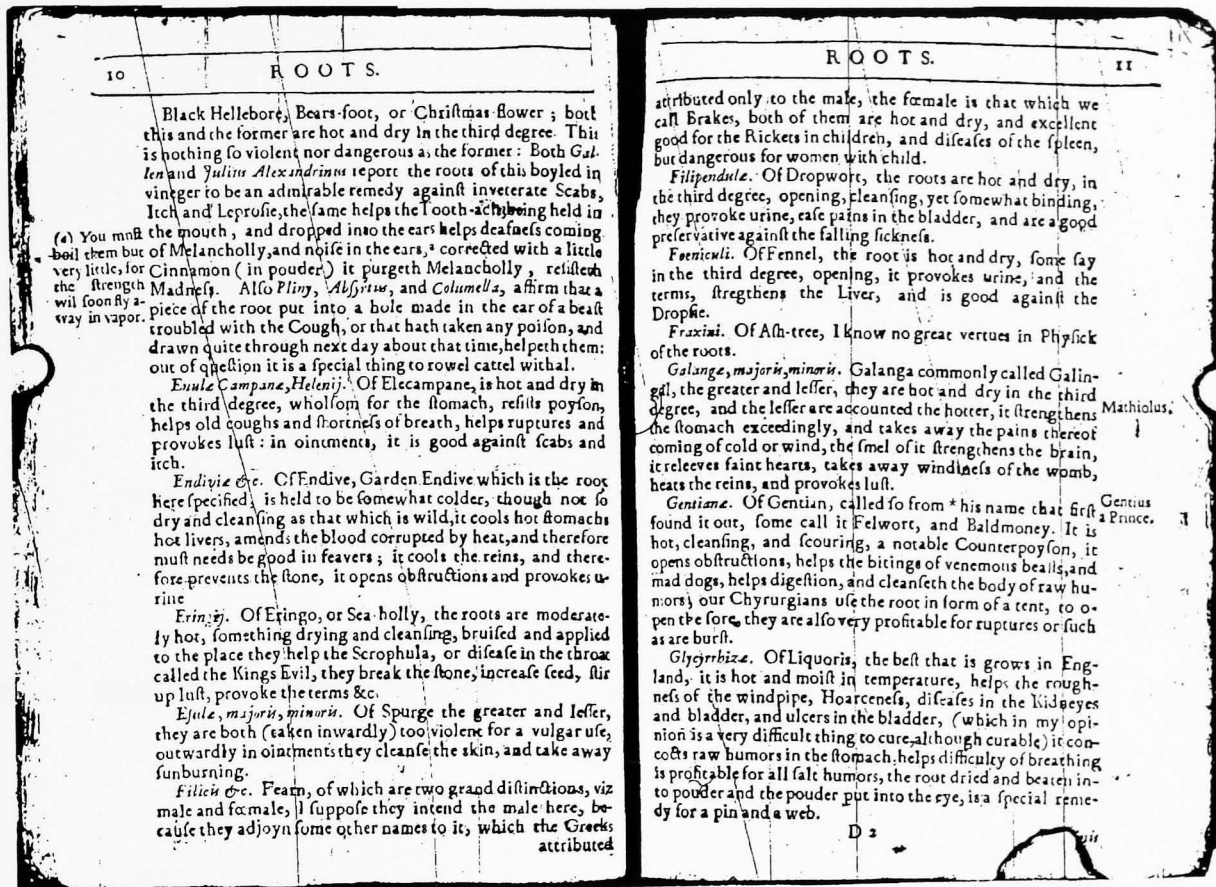 10 ROOTS.
Black Hellebore, Bears-foot, or Chriſtmas flower ; both
this and the former are hot and dry in the third degree. This
is nothing ſo violent nor dangerous as the former : Both Gal-
len and Julius Alexandrinus report the roots of this boyled in
vineger to be an admirable remedy againſt inveterate Scabs,
Itch and Leproſie, the ſame helps the Tooth-ach, being held in
the mouth, and dropped into the ears helps deafneſs coming
of Melancholly, and noiſe in the ears, ᵃ corrected with a little
Cinnamon ( in pouder ) it purgeth Melancholly, reſiſteth
Madneſs. Alſo Pliny, Abſyrtus, and Columella, affirm that a
piece of the root put into a hole made in the ear of a beaſt
troubled with the Cough, or that hath taken any poiſon, and
drawn quite through next day about that time, helpeth them:
out of queſtion it is a ſpecial thing to rowel cattel withal.
(a) You muſt
boil them but
very little, for
the ſtrength
wil ſoon fly a-
way in vapor.
Enulæ Campanæ, Helenij. Of Elecampane, is hot and dry in
the third degree, wholſom for the ſtomach, reſiſts poyſon,
helps old coughs and ſhortneſs of breath, helps ruptures and
provokes luſt : in ointments, it is good againſt ſcabs and
itch.
Endiviæ &c. Of Endive, Garden Endive which is the root
here ſpecified, is held to be ſomewhat colder, though not ſo
dry and cleanſing as that which is wild, it cools hot ſtomachs
hot livers, amends the blood corrupted by heat, and therefore
muſt needs be good in feavers ; it cools the reins, and there-
fore prevents the ſtone, it opens obſtructions and provokes u-
rine
Eringij. Of Eringo, or Sea-holly, the roots are moderate-
ly hot, ſomething drying and cleanſing, bruiſed and applied
to the place they help the Scrophula, or diſeaſe in the throat
called the Kings Evil, they break the ſtone, increaſe ſeed, ſtir
up luſt, provoke the terms &c.
Eſulæ, majoris, minoris. Of Spurge the greater and leſſer,
they are both (taken inwardly) too violent for a vulgar uſe,
outwardly in ointments they cleanſe the skin, and take away
ſunburning.
Filicis &c. Fearn, of which are two grand diſtinctions, viz
male and fœmale, I ſuppoſe they intend the male here, be-
cauſe they adjoyn ſome other names to it, which the Greeks
attributed
ROOTS. 11
attributed only to the male, the fœmale is that which we
call Brakes, both of them are hot and dry, and excellent
good for the Rickets in children, and diſeaſes of the ſpleen,
but dangerous for women with child.
Filipendulæ. Of Dropwort, the roots are hot and dry, in
the third degree, opening, cleanſing, yet ſomewhat binding,
they provoke urine, eaſe pains in the bladder, and are a good
preſervative againſt the falling ſickneſs.
Fœniculi. Of Fennel, the root is hot and dry, ſome ſay
in the third degree, opening, it provokes urine, and the
terms, ſtregthens the Liver, and is good againſt the
Dropſie.
Fraxini. Of Aſh-tree, I know no great vertues in Phyſick
of the roots.
Galangæ, majoris, minoris. Galanga commonly called Galin-
gal, the greater and leſſer, they are hot and dry in the third
degree, and the leſſer are accounted the hotter, it ſtrengthens
the ſtomach exceedingly, and takes away the pains thereof
coming of cold or wind, the ſmel of it ſtrengthens the brain,
it releeves faint hearts, takes away windineſs of the womb,
heats the reins, and provokes luſt.
Mathiolus.
Gentianæ. Of Gentian, called ſo from * his name that firſt
found it out, ſome call it Felwort, and Baldmoney. It is
hot, cleanſing, and ſcouring, a notable Counterpoyſon, it
opens obſtructions, helps the bitings of venemous beaſts, and
mad dogs, helps digeſtion, and cleanſeth the body of raw hu-
mors; our Chyrurgians uſe the root in form of a tent, to o-
pen the ſore, they are alſo very profitable for ruptures or ſuch
as are burſt.
Gentius
a Prince.
Glycyrrhizæ. Of Liquoris, the beſt that is grows in Eng-
land, it is hot and moiſt in temperature, helps the rough-
neſs of the windpipe, Hoarceneſs, diſeaſes in the Kidneyes
and bladder, and ulcers in the bladder, (which in my opi-
nion is a very difficult thing to cure, although curable) it con-
cocts raw humors in the ſtomach, helps difficulty of breathing
is profitable for all ſalt humors, the root dried and beaten in-
to pouder and the pouder put into the eye, is a ſpecial reme-
dy for a pin and a web.
D 2